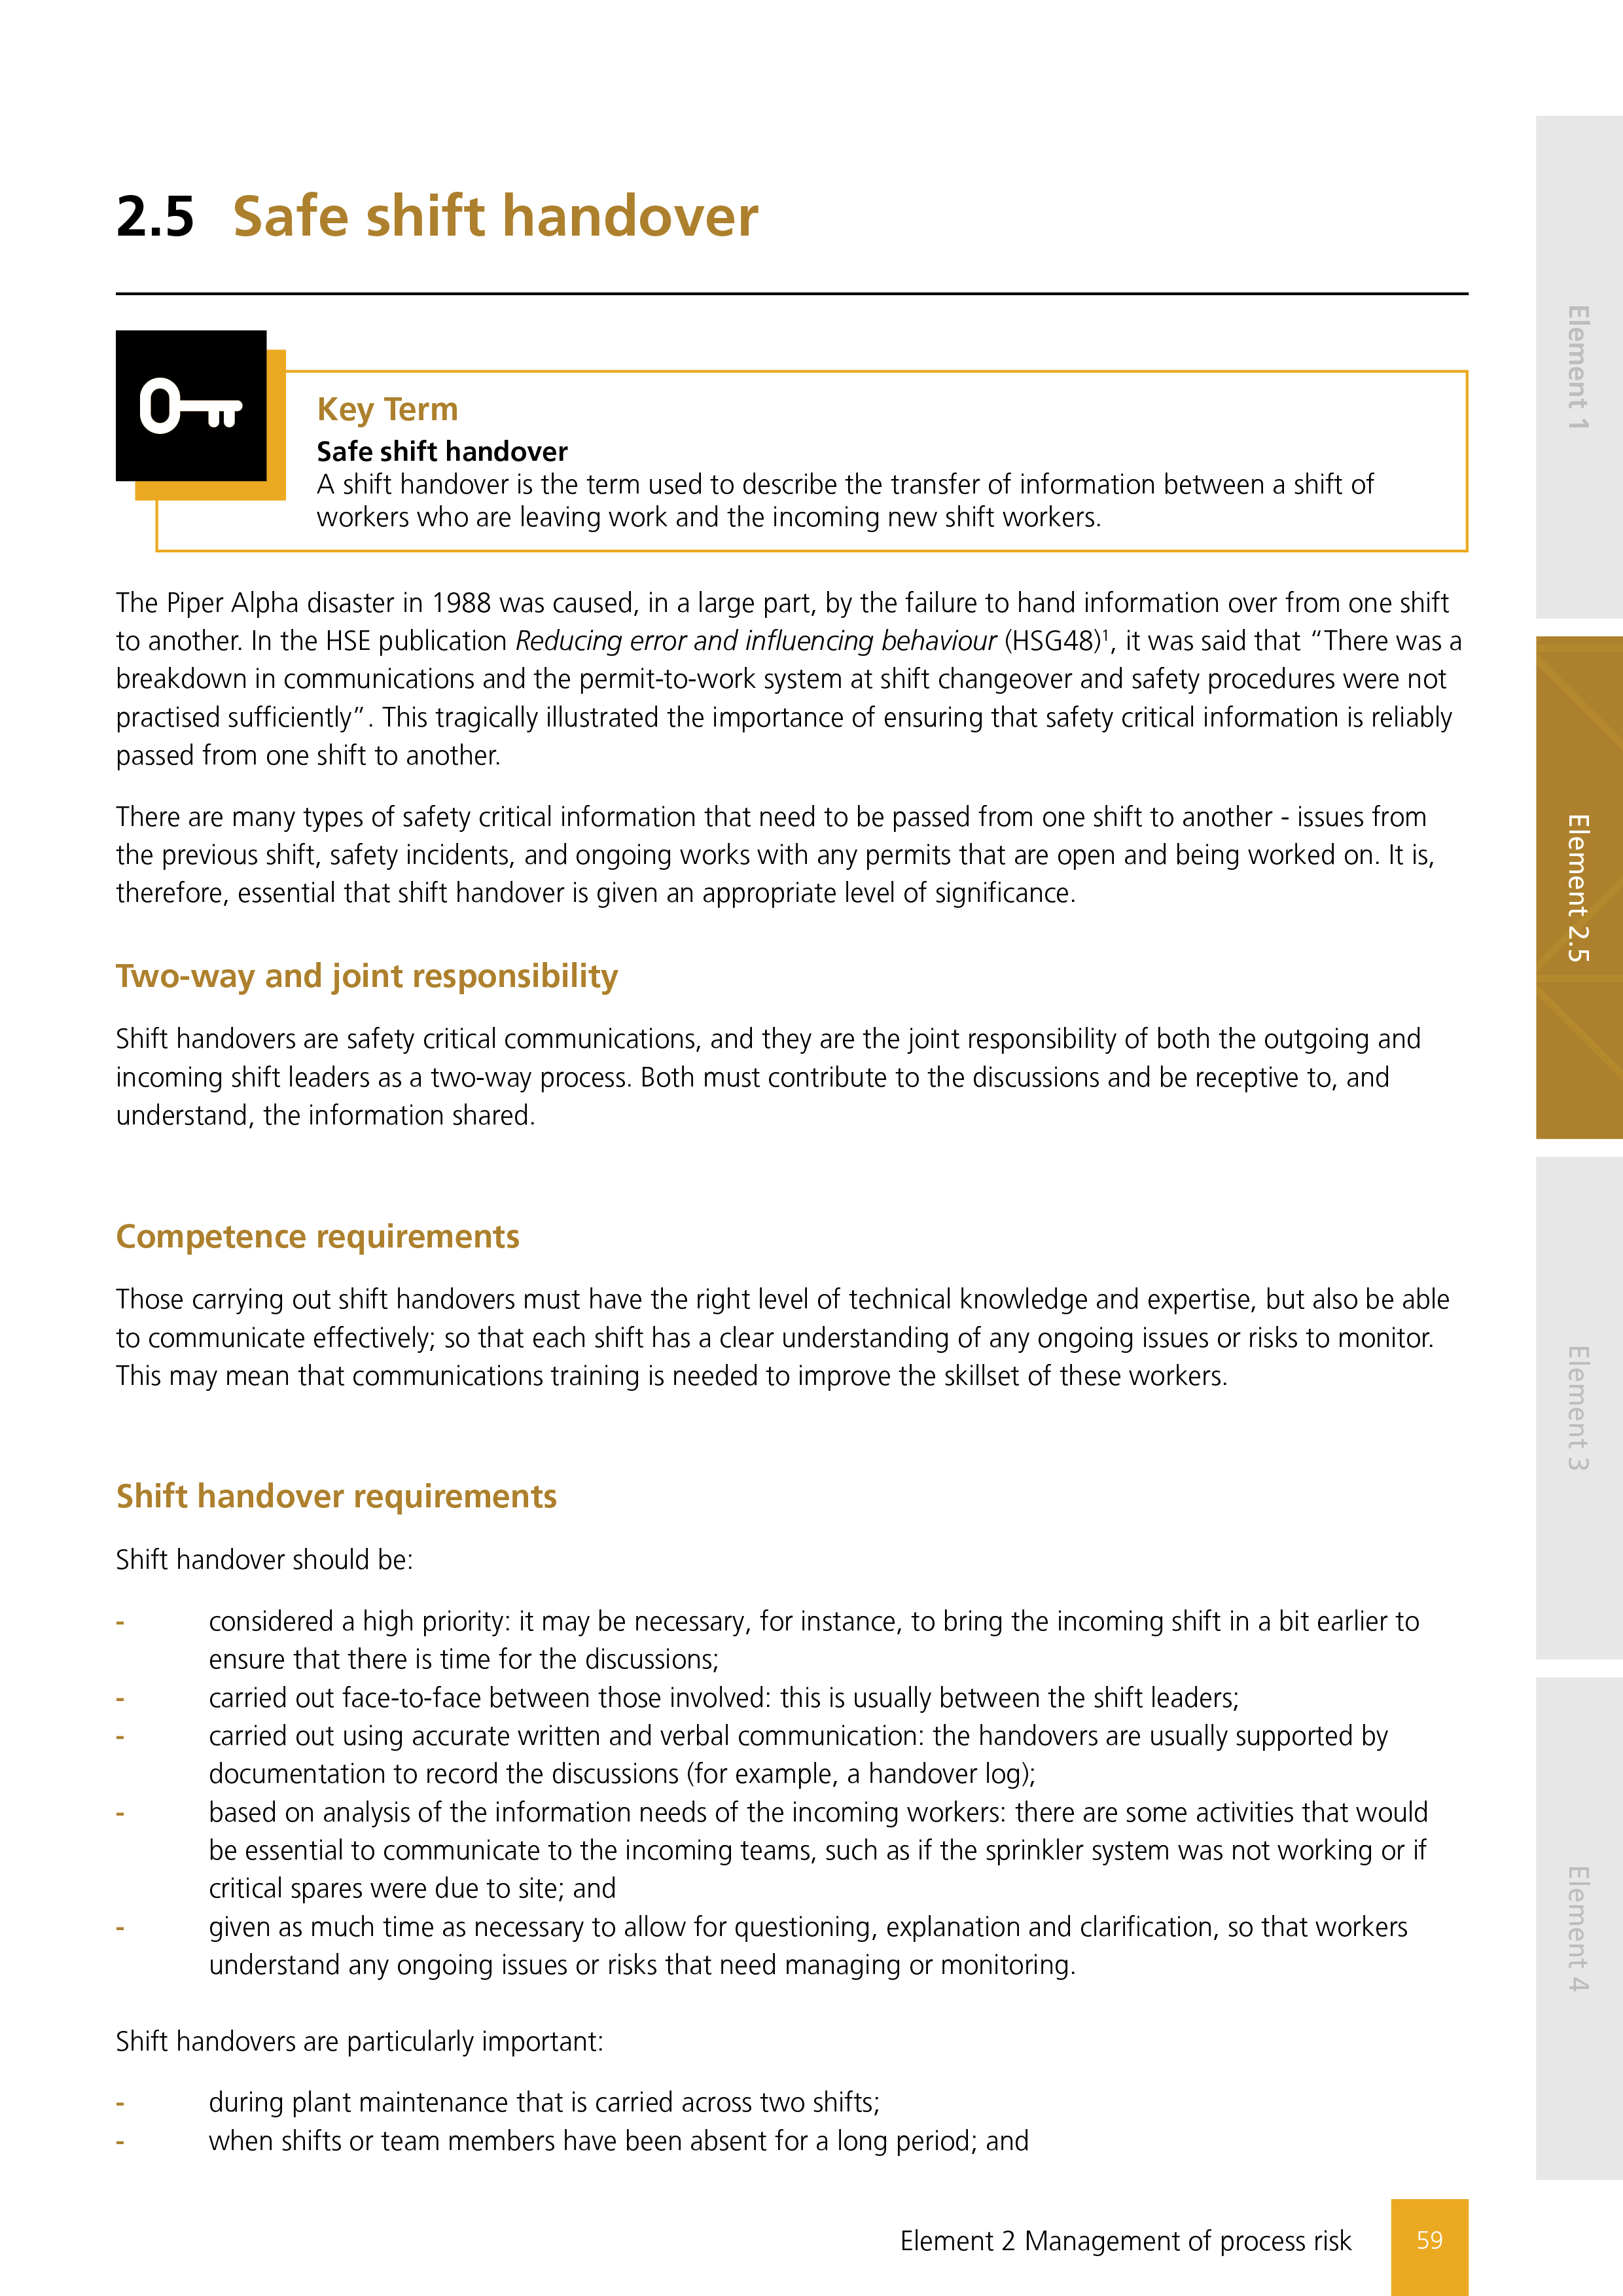 2.5 Safe shift handover
Key Term
Safe shift handover
A shift handover is the term used to describe the transfer of information between a shift of
workers who are leaving work and the incoming new shift workers.
The Piper Alpha disaster in 1988 was caused, in a large part, by the failure to hand information over from one shift
to another. In the HSE publication Reducing error and influencing behaviour (HSG48)¹, it was said that “There was a
breakdown in communications and the permit-to-work system at shift changeover and safety procedures were not
practised sufficiently”. This tragically illustrated the importance of ensuring that safety critical information is reliably
passed from one shift to another.
There are many types of safety critical information that need to be passed from one shift to another - issues from
the previous shift, safety incidents, and ongoing works with any permits that are open and being worked on. It is,
therefore, essential that shift handover is given an appropriate level of significance.
Two-way and joint responsibility
Shift handovers are safety critical communications, and they are the joint responsibility of both the outgoing and
incoming shift leaders as a two-way process. Both must contribute to the discussions and be receptive to, and
understand, the information shared.
Competence requirements
Those carrying out shift handovers must have the right level of technical knowledge and expertise, but also be able
to communicate effectively; so that each shift has a clear understanding of any ongoing issues or risks to monitor.
This may mean that communications training is needed to improve the skillset of these workers.
Shift handover requirements
Shift handover should be:
- considered a high priority: it may be necessary, for instance, to bring the incoming shift in a bit earlier to
ensure that there is time for the discussions;
- carried out face-to-face between those involved: this is usually between the shift leaders;
- carried out using accurate written and verbal communication: the handovers are usually supported by
documentation to record the discussions (for example, a handover log);
- based on analysis of the information needs of the incoming workers: there are some activities that would
be essential to communicate to the incoming teams, such as if the sprinkler system was not working or if
critical spares were due to site; and
- given as much time as necessary to allow for questioning, explanation and clarification, so that workers
understand any ongoing issues or risks that need managing or monitoring.
Shift handovers are particularly important:
- during plant maintenance that is carried across two shifts;
- when shifts or team members have been absent for a long period; and
Element 2 Management of process risk 59
Element 1
Element 2.5
Element 3
Element 4